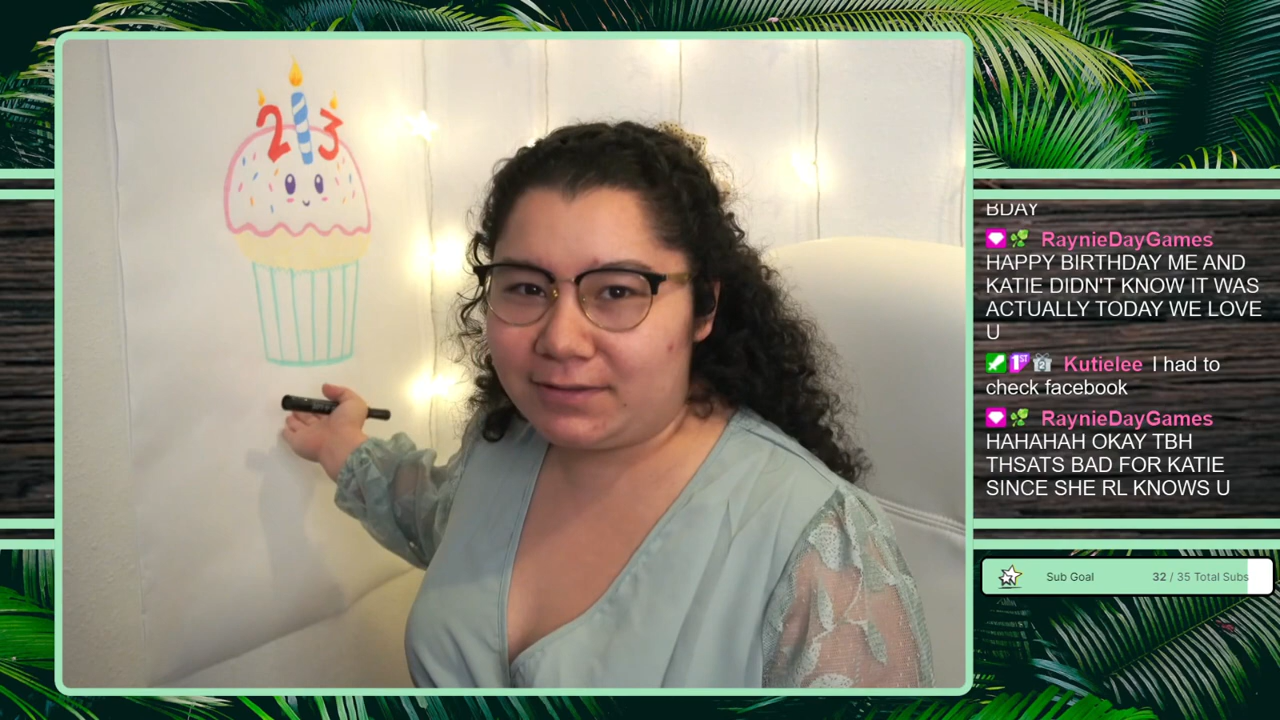 23
BDAY
RaynieDayGames
HAPPY BIRTHDAY ME AND
KATIE DIDN'T KNOW IT WAS
ACTUALLY TODAY WE LOVE
U
1ST 2 Kutielee I had to
check facebook
RaynieDayGames
HAHAHAH OKAY TBH
THSATS BAD FOR KATIE
SINCE SHE RL KNOWS U
Sub Goal 32 / 35 Total Subs